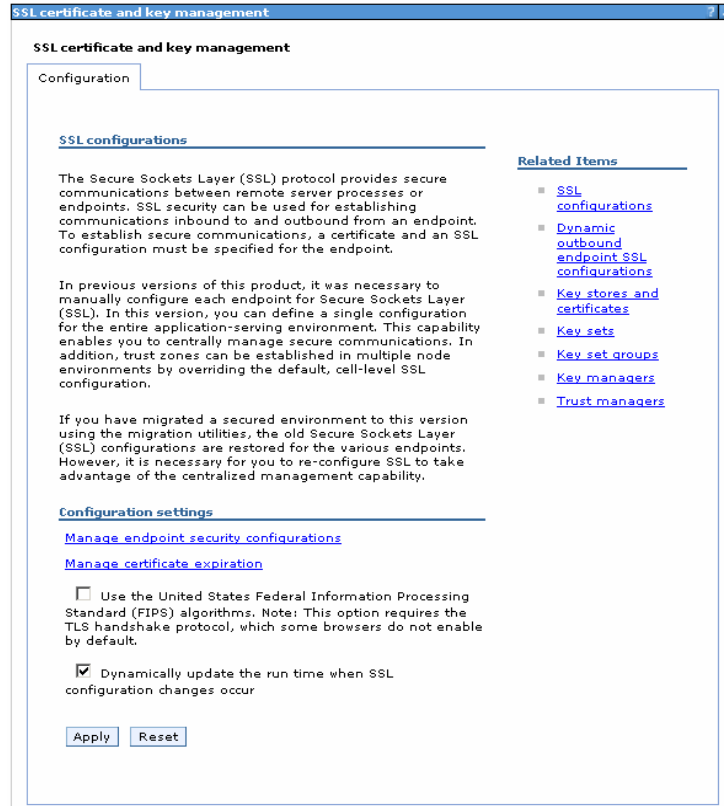 SSL certificate and key management
?
SSL certificate and key management
Configuration
SSL configurations
The Secure Sockets Layer (SSL) protocol provides secure
communications between remote server processes or
endpoints. SSL security can be used for establishing
communications inbound to and outbound from an endpoint.
To establish secure communications, a certificate and an SSL
configuration must be specified for the endpoint.
In previous versions of this product, it was necessary to
manually configure each endpoint for Secure Sockets Layer
(SSL). In this version, you can define a single configuration
for the entire application-serving environment. This capability
enables you to centrally manage secure communications. In
addition, trust zones can be established in multiple node
environments by overriding the default, cell-level SSL
configuration.
If you have migrated a secured environment to this version
using the migration utilities, the old Secure Sockets Layer
(SSL) configurations are restored for the various endpoints.
However, it is necessary for you to re-configure SSL to take
advantage of the centralized management capability.
Configuration settings
Manage endpoint security configurations
Manage certificate expiration
Use the United States Federal Information Processing
Standard (FIPS) algorithms. Note: This option requires the
TLS handshake protocol, which some browsers do not enable
by default.
Dynamically update the run time when SSL
configuration changes occur
Apply Reset
Related Items
SSL
configurations
Dynamic
outbound
endpoint SSL
configurations
Key stores and
certificates
Key sets
Key set groups
Key managers
Trust managers